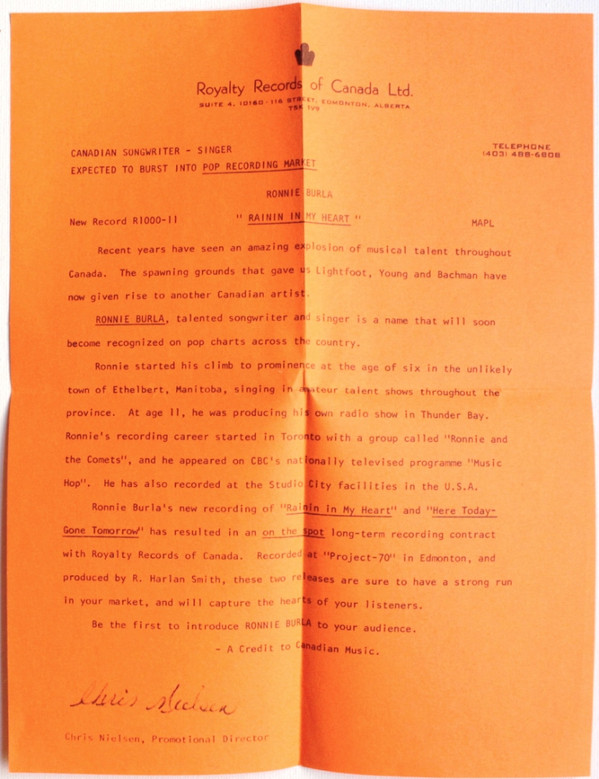 Royalty Records of Canada Ltd.
SUITE 4, 10160 - 116 STREET, EDMONTON, ALBERTA
T5K 1V9
TELEPHONE
(403) 488-6808
CANADIAN SONGWRITER - SINGER
EXPECTED TO BURST INTO POP RECORDING MARKET
RONNIE BURLA
New Record R1000-11 " RAININ IN MY HEART " MAPL
Recent years have seen an amazing explosion of musical talent throughout
Canada. The spawning grounds that gave us Lightfoot, Young and Bachman have
now given rise to another Canadian artist.
RONNIE BURLA, talented songwriter and singer is a name that will soon
become recognized on pop charts across the country.
Ronnie started his climb to prominence at the age of six in the unlikely
town of Ethelbert, Manitoba, singing in amateur talent shows throughout the
province. At age 11, he was producing his own radio show in Thunder Bay.
Ronnie's recording career started in Toronto with a group called "Ronnie and
the Comets", and he appeared on CBC's nationally televised programme "Music
Hop". He has also recorded at the Studio City facilities in the U.S.A.
Ronnie Burla's new recording of "Rainin in My Heart" and "Here Today-
Gone Tomorrow" has resulted in an on the spot long-term recording contract
with Royalty Records of Canada. Recorded at "Project-70" in Edmonton, and
produced by R. Harlan Smith, these two releases are sure to have a strong run
in your market, and will capture the hearts of your listeners.
Be the first to introduce RONNIE BURLA to your audience.
- A Credit to Canadian Music.
Chris Nielsen
Chris Nielsen, Promotional Director